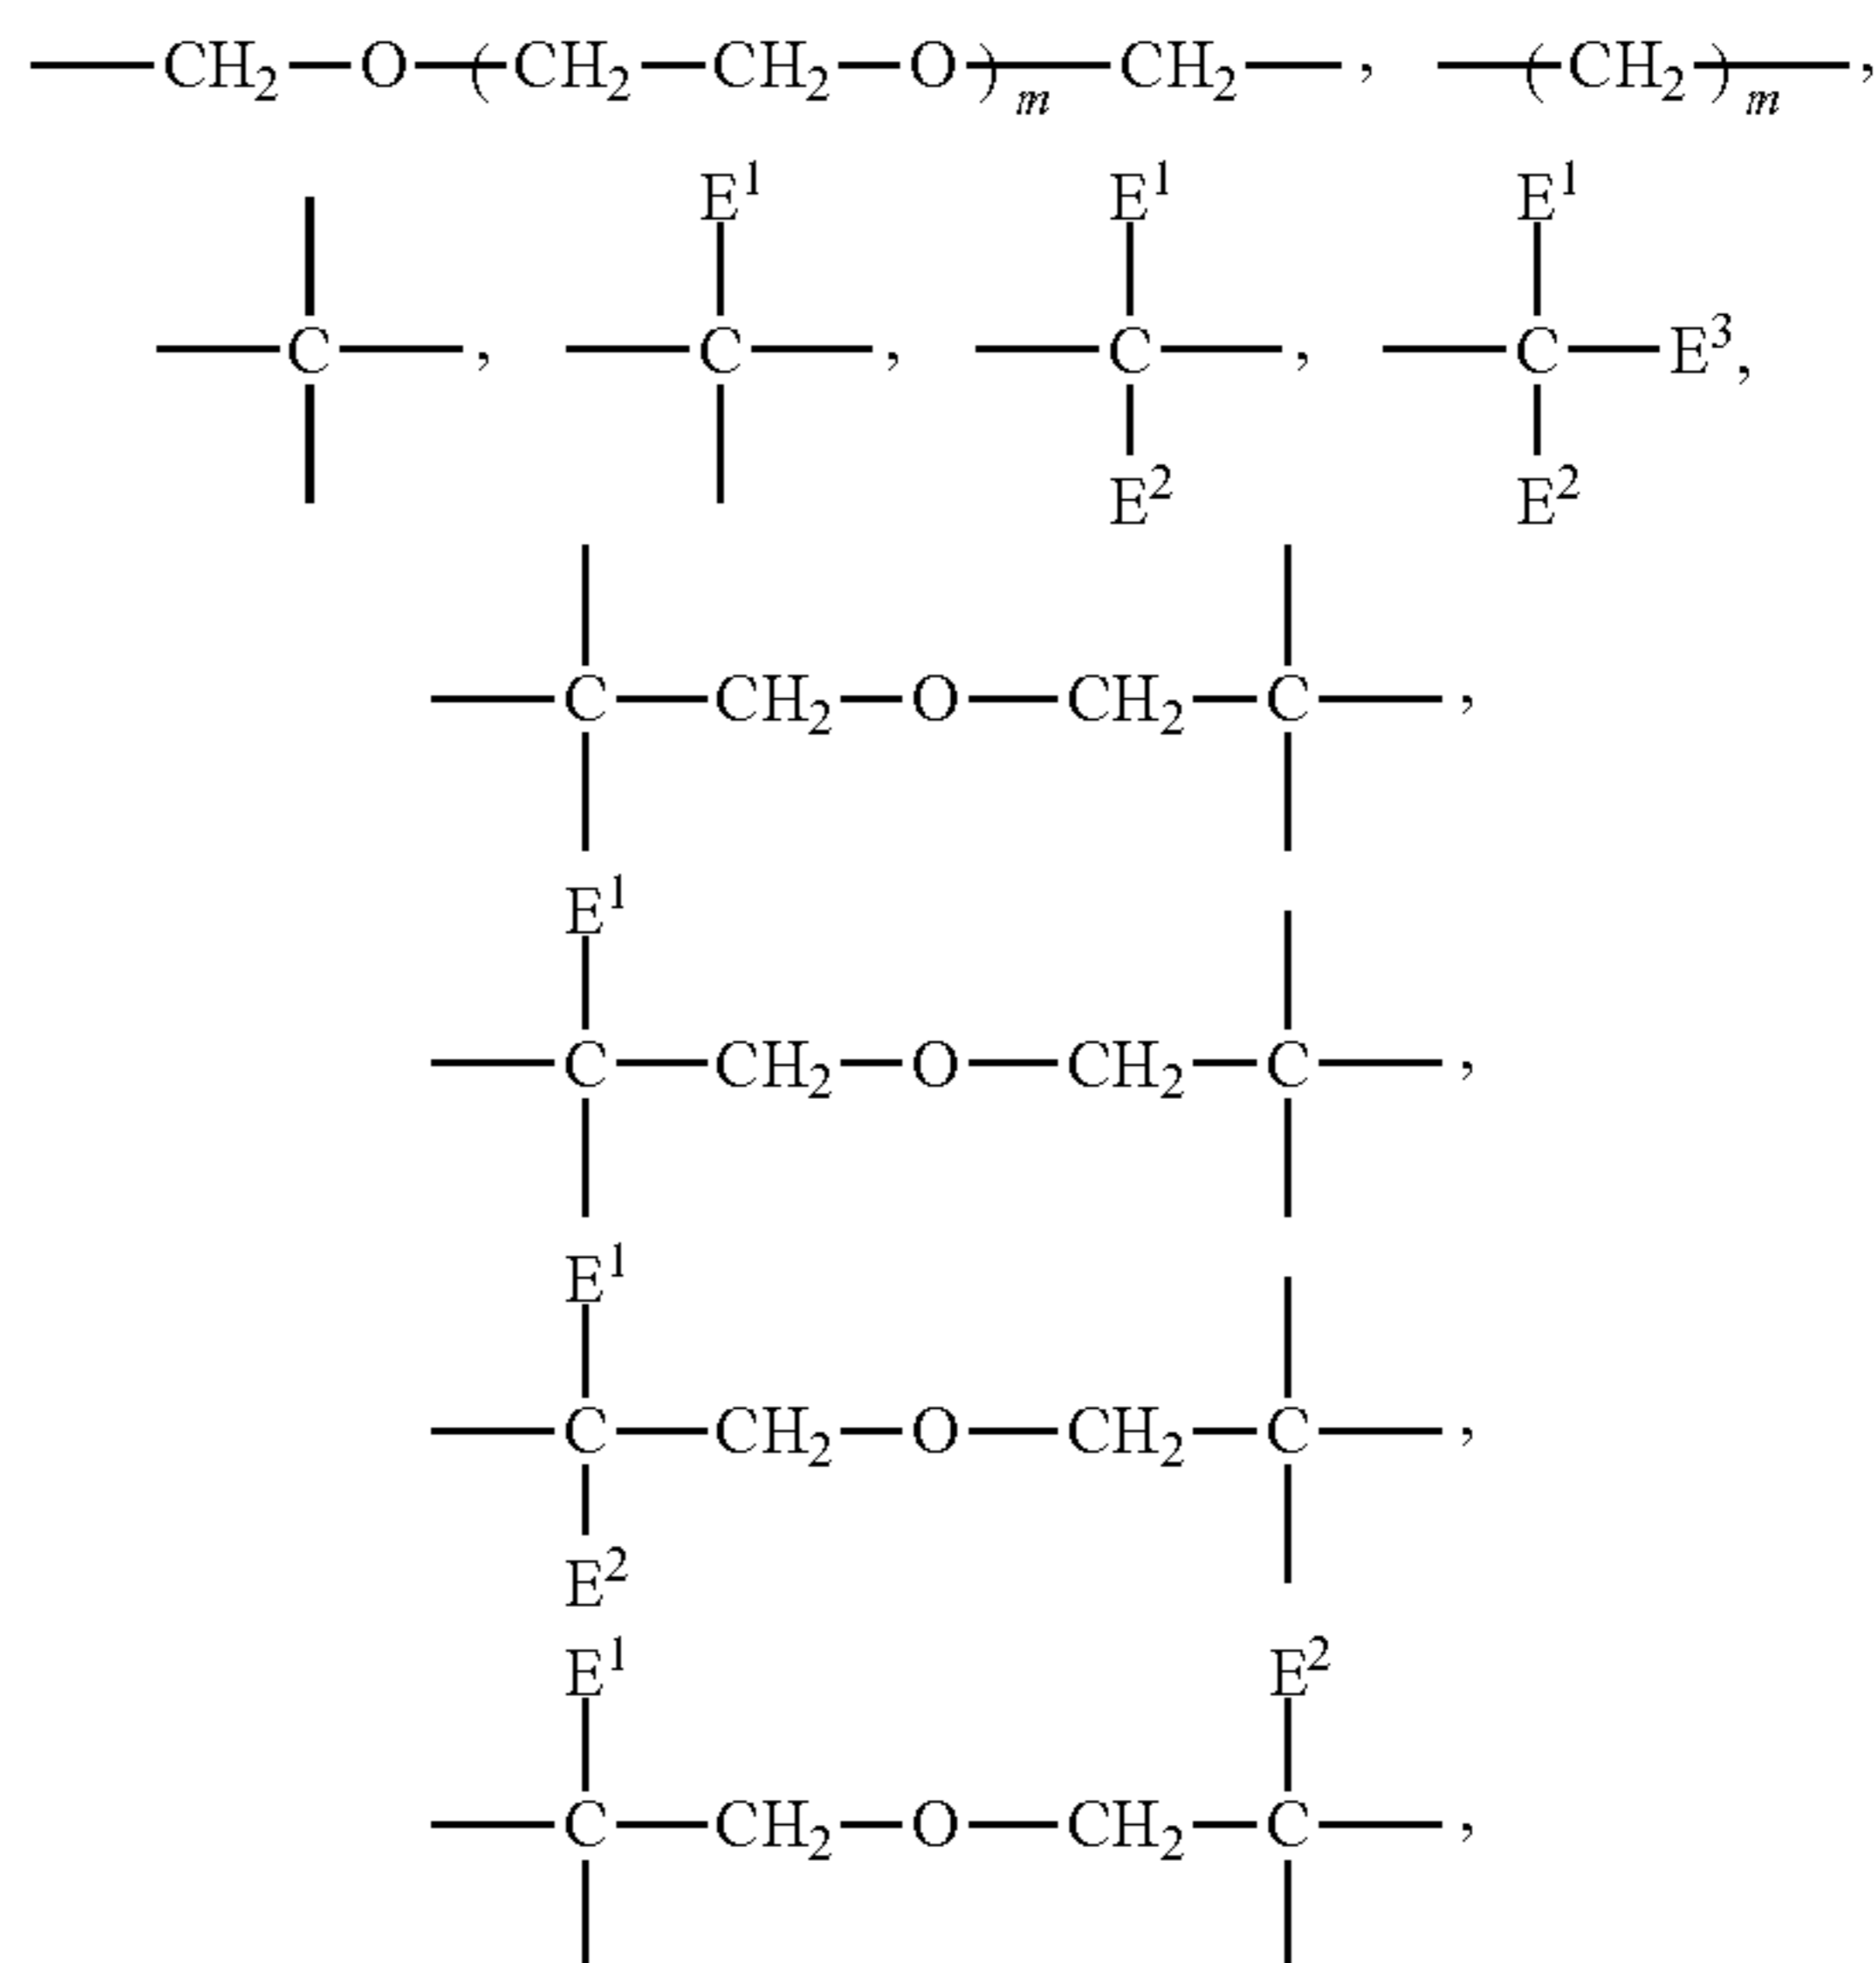 —CH₂—O—(CH₂—CH₂—O)ₘ—CH₂—, —(CH₂)ₘ—,
E¹ E¹ E¹
—C—, —C—, —C—, —C—E³,
E² E²
—C—CH₂—O—CH₂—C—,
E¹
—C—CH₂—O—CH₂—C—,
E¹
—C—CH₂—O—CH₂—C—,
E²
E¹ E²
—C—CH₂—O—CH₂—C—,